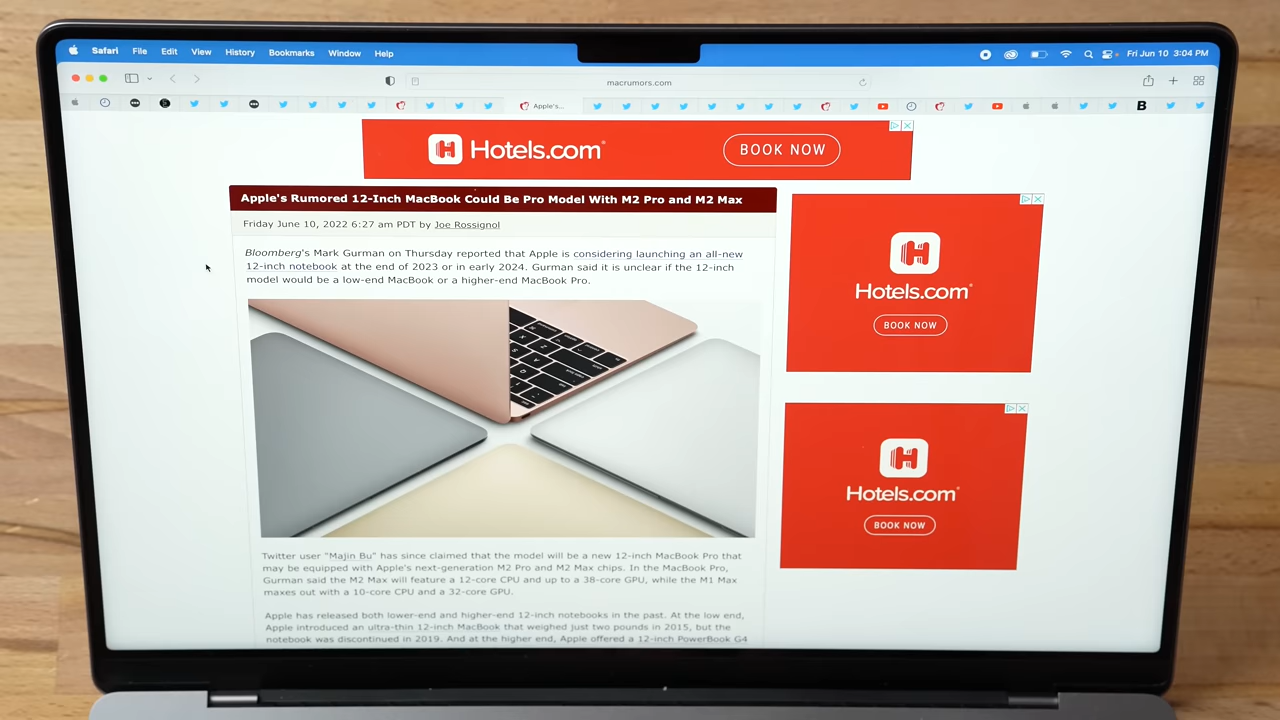 Safari File Edit View History Bookmarks Window Help Fri Jun 10 3:04 PM
macrumors.com
Apple's...
B
Hotels.com
BOOK NOW
Apple's Rumored 12-Inch MacBook Could Be Pro Model With M2 Pro and M2 Max
Friday June 10, 2022 6:27 am PDT by Joe Rossignol
Bloomberg's Mark Gurman on Thursday reported that Apple is considering launching an all-new
12-inch notebook at the end of 2023 or in early 2024. Gurman said it is unclear if the 12-inch
model would be a low-end MacBook or a higher-end MacBook Pro.
Twitter user "Majin Bu" has since claimed that the model will be a new 12-inch MacBook Pro that
may be equipped with Apple's next-generation M2 Pro and M2 Max chips. In the MacBook Pro,
Gurman said the M2 Max will feature a 12-core CPU and up to a 38-core GPU, while the M1 Max
maxes out with a 10-core CPU and a 32-core GPU.
Apple has released both lower-end and higher-end 12-inch notebooks in the past. At the low end,
Apple introduced an ultra-thin 12-inch MacBook that weighed just two pounds in 2015, but the
notebook was discontinued in 2019. And at the higher end, Apple offered a 12-inch PowerBook G4
Hotels.com
BOOK NOW
Hotels.com
BOOK NOW